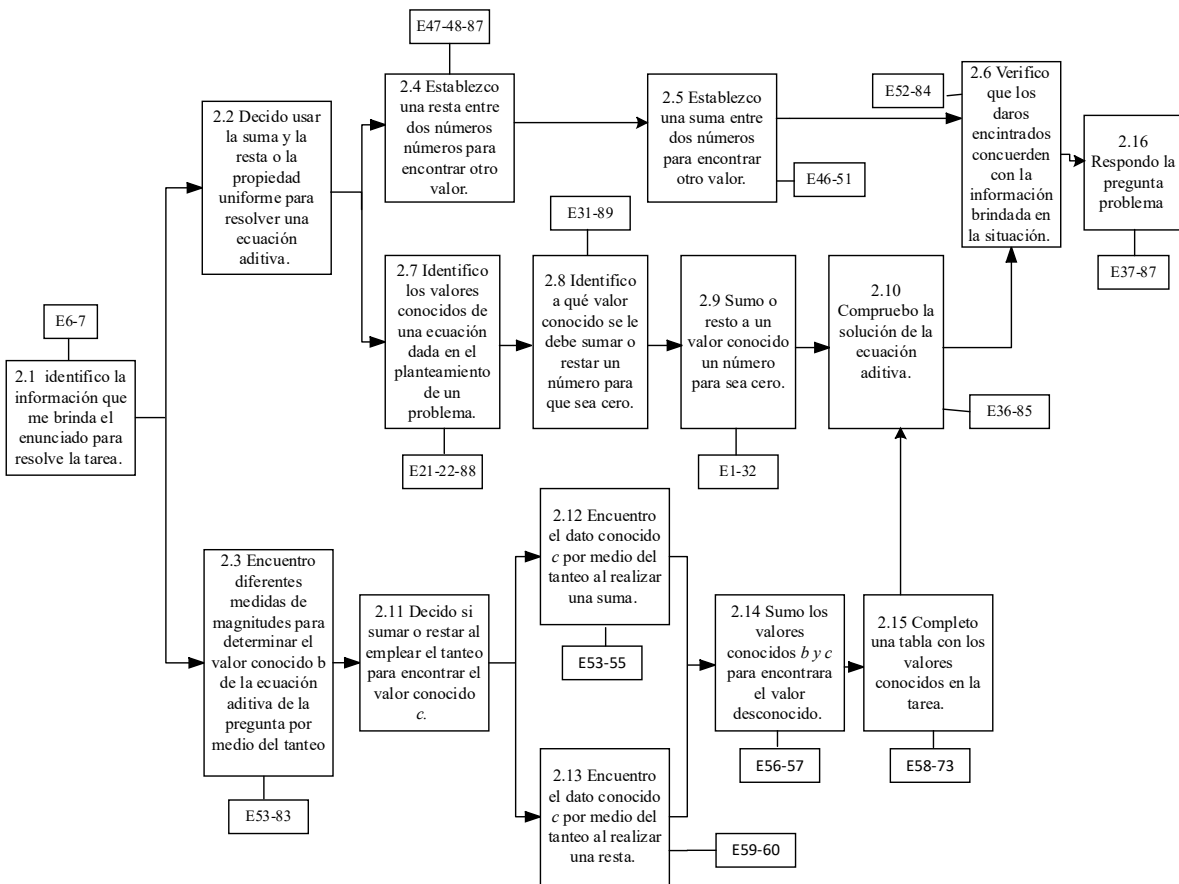 E47-48-87
2.4 Establezco
una resta entre
dos números
números para
encontrar otro
valor.
2.5 Establezco
una suma entre
dos números
para encontrar
otro valor.
E46-51
E52-84
2.6 Verifico
que los
daros
encintrados
concuerden
con la
información
brindada en
la situación.
2.16
Respondo la
pregunta
problema
E37-87
2.2 Decido usar
la suma y la
resta o la
propiedad
uniforme para
resolver una
ecuación
aditiva.
E31-89
2.7 Identifico
los valores
conocidos de
una ecuación
dada en el
planteamiento
de un
problema.
E21-22-88
2.8 Identifico
a qué valor
conocido se le
debe sumar o
restar un
número para
que sea cero.
2.9 Sumo o
resto a un
valor conocido
un número
para sea cero.
E1-32
2.10
Compruebo la
solución de la
ecuación
aditiva.
E36-85
E6-7
2.1 identifico la
información que
me brinda el
enunciado para
resolve la tarea.
2.3 Encuentro
diferentes
medidas de
magnitudes para
determinar el
valor conocido b
de la ecuación
aditiva de la
pregunta por
medio del tanteo
E53-83
2.11 Decido si
sumar o restar al
emplear el tanteo
para encontrar el
valor conocido
c.
2.12 Encuentro
el dato conocido
c por medio del
tanteo al realizar
una suma.
E53-55
2.13 Encuentro
el dato conocido
c por medio del
tanteo al realizar
una resta.
E59-60
2.14 Sumo los
valores
conocidos b y c
para encontrara
el valor
desconocido.
E56-57
2.15 Completo
una tabla con los
valores
conocidos en la
tarea.
E58-73